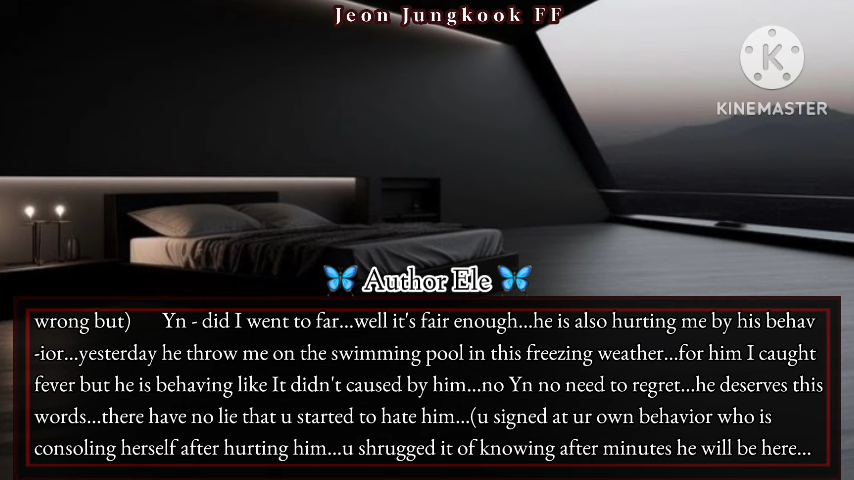 Jeon Jungkook FF
KINEMASTER
Author Ele
wrong but) Yn - did I went to far...well it's fair enough...he is also hurting me by his behav
-ior...yesterday he throw me on the swimming pool in this freezing weather...for him I caught
fever but he is behaving like It didn't caused by him...no Yn no need to regret...he deserves this
words...there have no lie that u started to hate him...(u signed at ur own behavior who is
consoling herself after hurting him...u shrugged it of knowing after minutes he will be here...